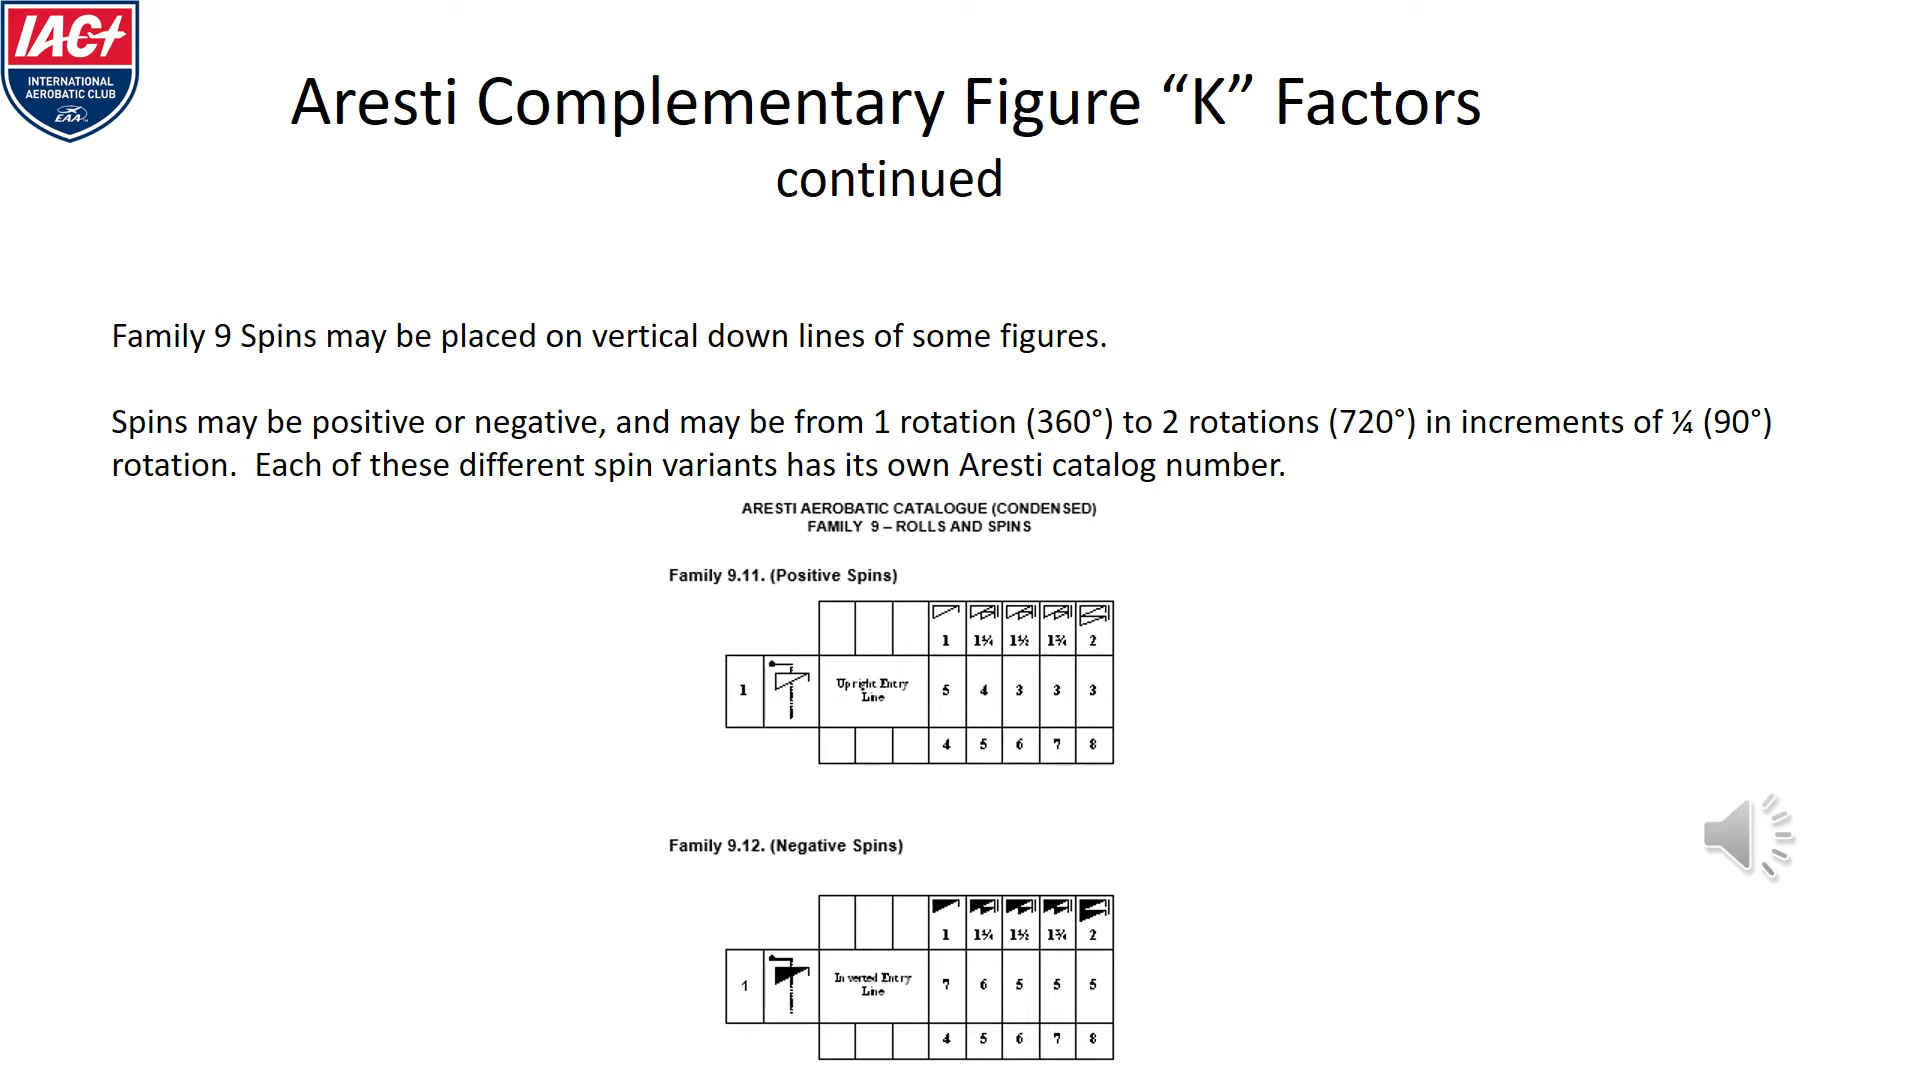 IAC
INTERNATIONAL
AEROBATIC CLUB
EAA
Aresti Complementary Figure “K” Factors
continued
Family 9 Spins may be placed on vertical down lines of some figures.
Spins may be positive or negative, and may be from 1 rotation (360°) to 2 rotations (720°) in increments of ¼ (90°)
rotation.  Each of these different spin variants has its own Aresti catalog number.
ARESTI AEROBATIC CATALOGUE (CONDENSED)
FAMILY 9 – ROLLS AND SPINS
Family 9.11. (Positive Spins)
1 1¼ 1½ 1¾ 2
1 Upright Entry 5 4 3 3 3
Line
4 5 6 7 8
Family 9.12. (Negative Spins)
1 1¼ 1½ 1¾ 2
1 Inverted Entry 7 6 5 5 5
Line
4 5 6 7 8